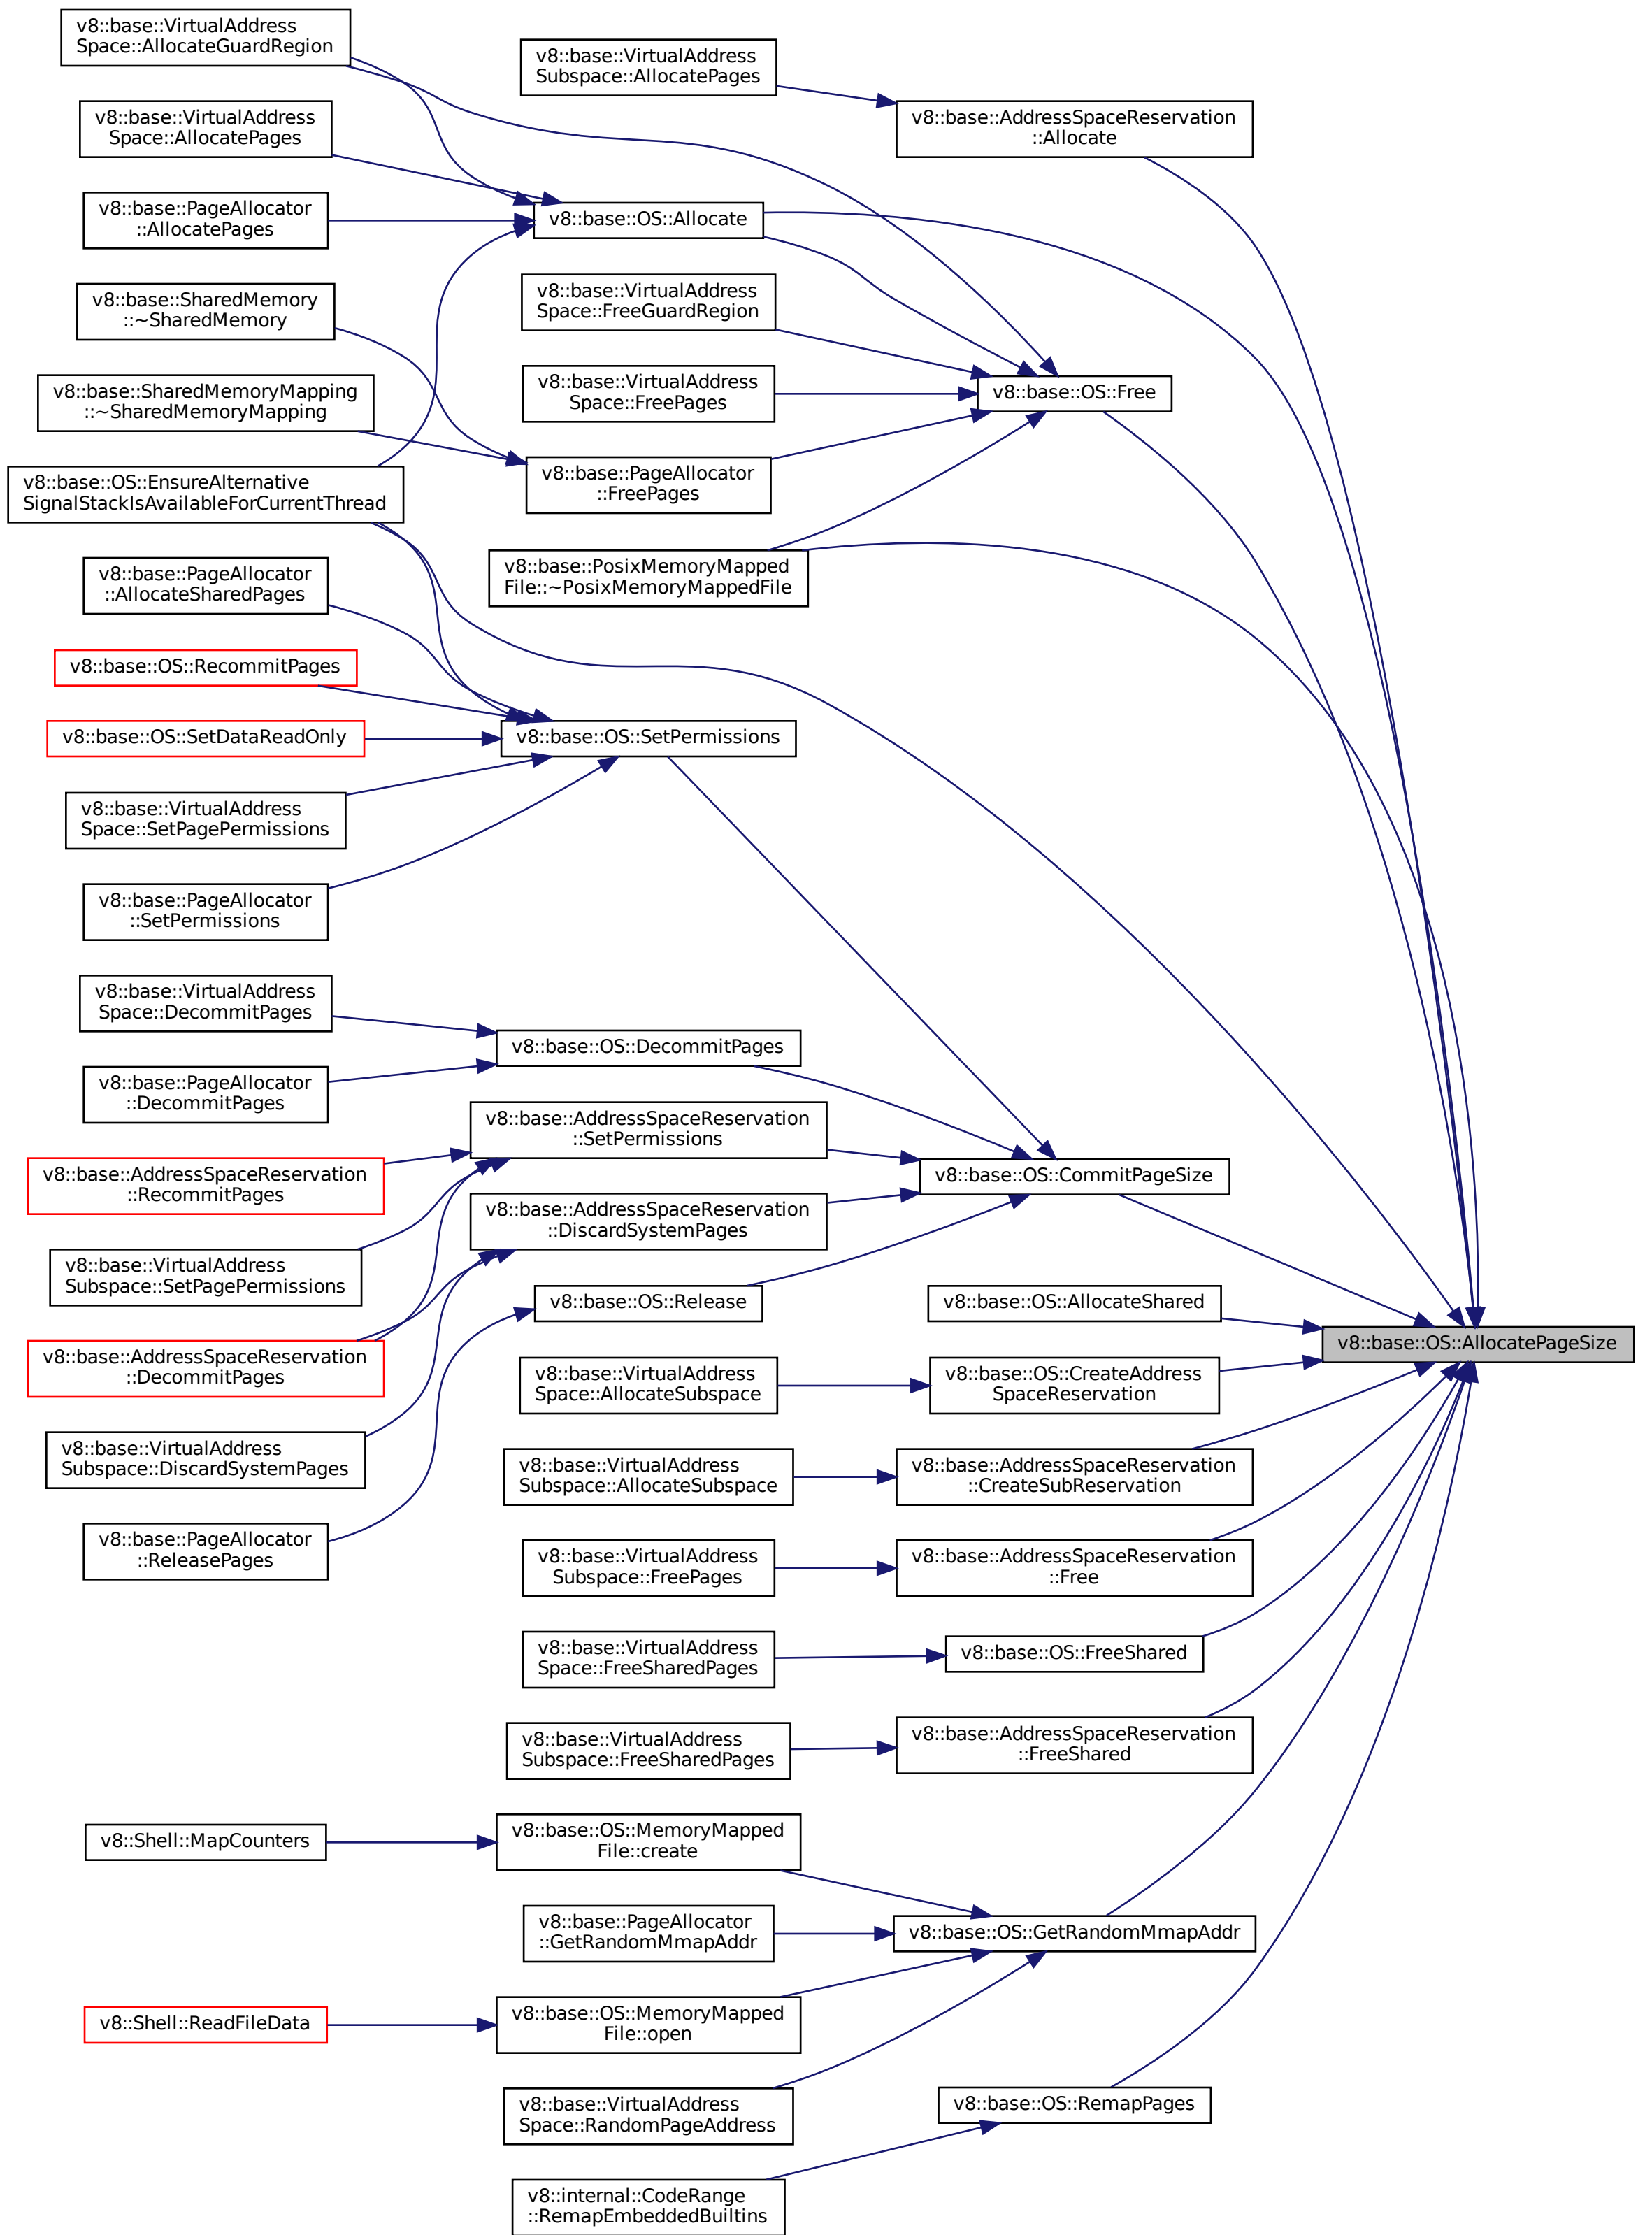 v8::base::VirtualAddress
Space::AllocateGuardRegion
v8::base::VirtualAddress
Subspace::AllocatePages
v8::base::VirtualAddress
Space::AllocatePages
v8::base::AddressSpaceReservation
::Allocate
v8::base::PageAllocator
::AllocatePages
v8::base::OS::Allocate
v8::base::SharedMemory
::~SharedMemory
v8::base::VirtualAddress
Space::FreeGuardRegion
v8::base::SharedMemoryMapping
::~SharedMemoryMapping
v8::base::VirtualAddress
Space::FreePages
v8::base::OS::Free
v8::base::OS::EnsureAlternative
SignalStackIsAvailableForCurrentThread
v8::base::PageAllocator
::FreePages
v8::base::PageAllocator
::AllocateSharedPages
v8::base::PosixMemoryMapped
File::~PosixMemoryMappedFile
v8::base::OS::RecommitPages
v8::base::OS::SetDataReadOnly
v8::base::OS::SetPermissions
v8::base::VirtualAddress
Space::SetPagePermissions
v8::base::PageAllocator
::SetPermissions
v8::base::VirtualAddress
Space::DecommitPages
v8::base::OS::DecommitPages
v8::base::PageAllocator
::DecommitPages
v8::base::AddressSpaceReservation
::SetPermissions
v8::base::AddressSpaceReservation
::RecommitPages
v8::base::OS::CommitPageSize
v8::base::AddressSpaceReservation
::DiscardSystemPages
v8::base::VirtualAddress
Subspace::SetPagePermissions
v8::base::OS::Release
v8::base::OS::AllocateShared
v8::base::OS::AllocatePageSize
v8::base::AddressSpaceReservation
::DecommitPages
v8::base::VirtualAddress
Space::AllocateSubspace
v8::base::OS::CreateAddress
SpaceReservation
v8::base::VirtualAddress
Subspace::DiscardSystemPages
v8::base::VirtualAddress
Subspace::AllocateSubspace
v8::base::AddressSpaceReservation
::CreateSubReservation
v8::base::PageAllocator
::ReleasePages
v8::base::VirtualAddress
Subspace::FreePages
v8::base::AddressSpaceReservation
::Free
v8::base::VirtualAddress
Space::FreeSharedPages
v8::base::OS::FreeShared
v8::base::VirtualAddress
Subspace::FreeSharedPages
v8::base::AddressSpaceReservation
::FreeShared
v8::Shell::MapCounters
v8::base::OS::MemoryMapped
File::create
v8::base::PageAllocator
::GetRandomMmapAddr
v8::base::OS::GetRandomMmapAddr
v8::Shell::ReadFileData
v8::base::OS::MemoryMapped
File::open
v8::base::VirtualAddress
Space::RandomPageAddress
v8::base::OS::RemapPages
v8::internal::CodeRange
::RemapEmbeddedBuiltins